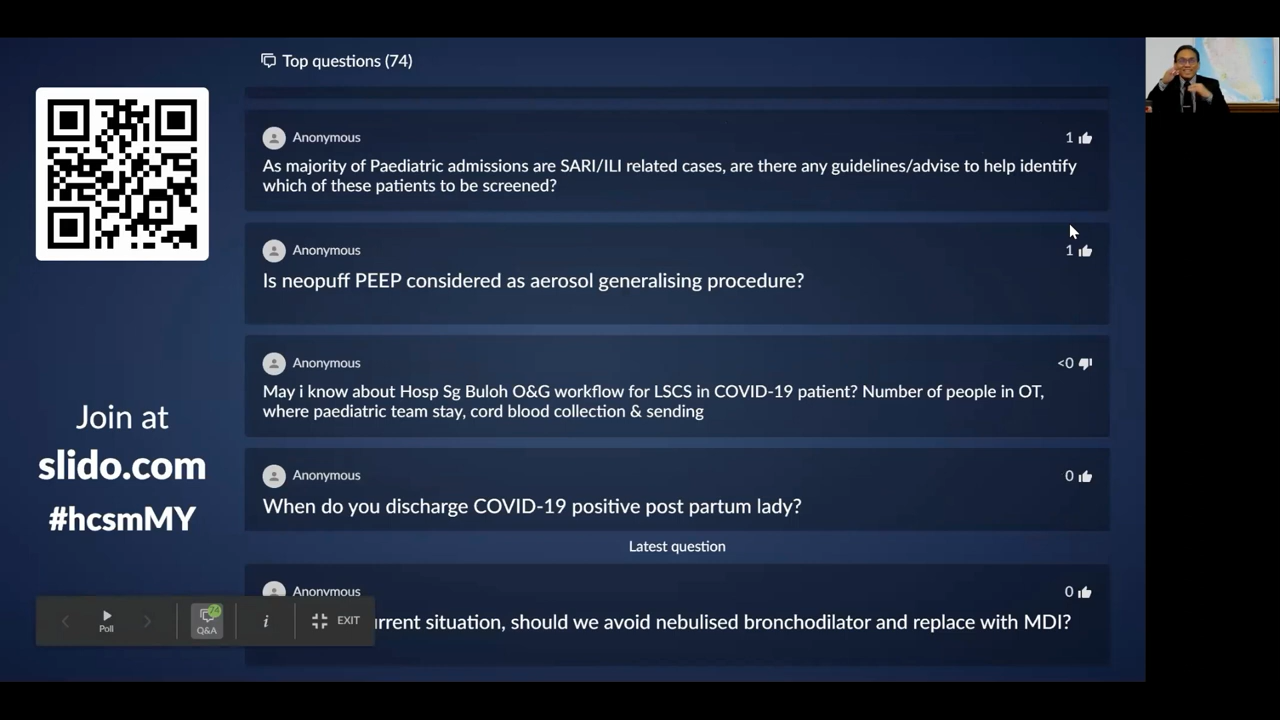 Top questions (74)
Anonymous
1
As majority of Paediatric admissions are SARI/ILI related cases, are there any guidelines/advise to help identify
which of these patients to be screened?
Anonymous
1
Is neopuff PEEP considered as aerosol generalising procedure?
Anonymous
<0
May i know about Hosp Sg Buloh O&G workflow for LSCS in COVID-19 patient? Number of people in OT,
where paediatric team stay, cord blood collection & sending
Anonymous
0
When do you discharge COVID-19 positive post partum lady?
Latest question
Anonymous
0
situation, should we avoid nebulised bronchodilator and replace with MDI?
Join at
slido.com
#hcsmMY
Poll
74
Q&A
i
EXIT